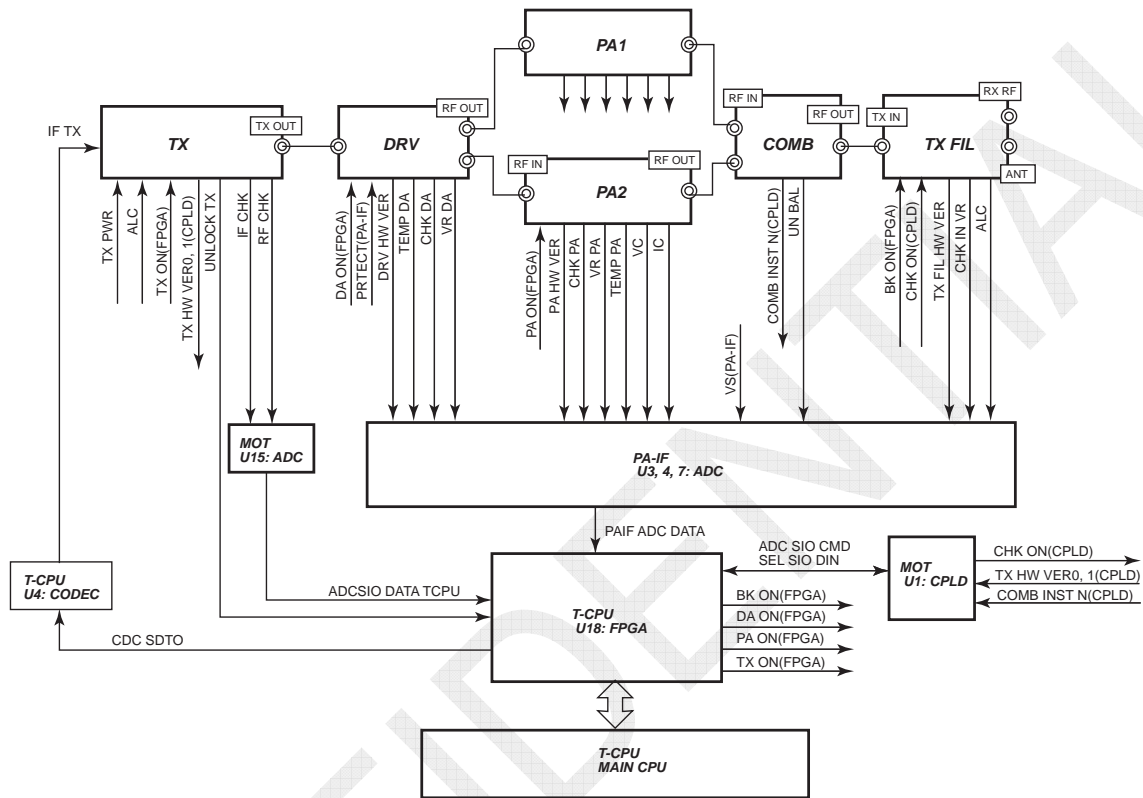 PA1
RF OUT
RF IN
RX RF
TX OUT
RF OUT
TX IN
IF TX
TX
DRV
COMB
TX FIL
RF IN
RF OUT
PA2
ANT
TX PWR
ALC
TX ON(FPGA)
TX HW VER0, 1(CPLD)
UNLOCK TX
IF CHK
RF CHK
DA ON(FPGA)
PRTECT(PA-IF)
DRV HW VER
TEMP DA
CHK DA
VR DA
PA ON(FPGA)
PA HW VER
CHK PA
VR PA
TEMP PA
VC
IC
VS(PA-IF)
COMB INST N(CPLD)
UN BAL
BK ON(FPGA)
CHK ON(CPLD)
TX FIL HW VER
CHK IN VR
ALC
MOT
U15: ADC
PA-IF
U3, 4, 7: ADC
PAIF ADC DATA
ADC SIO CMD
SEL SIO DIN
MOT
U1: CPLD
CHK ON(CPLD)
TX HW VER0, 1(CPLD)
COMB INST N(CPLD)
T-CPU
U4: CODEC
ADCSIO DATA TCPU
T-CPU
U18: FPGA
BK ON(FPGA)
DA ON(FPGA)
PA ON(FPGA)
TX ON(FPGA)
CDC SDTO
T-CPU
MAIN CPU
FIDENTIA